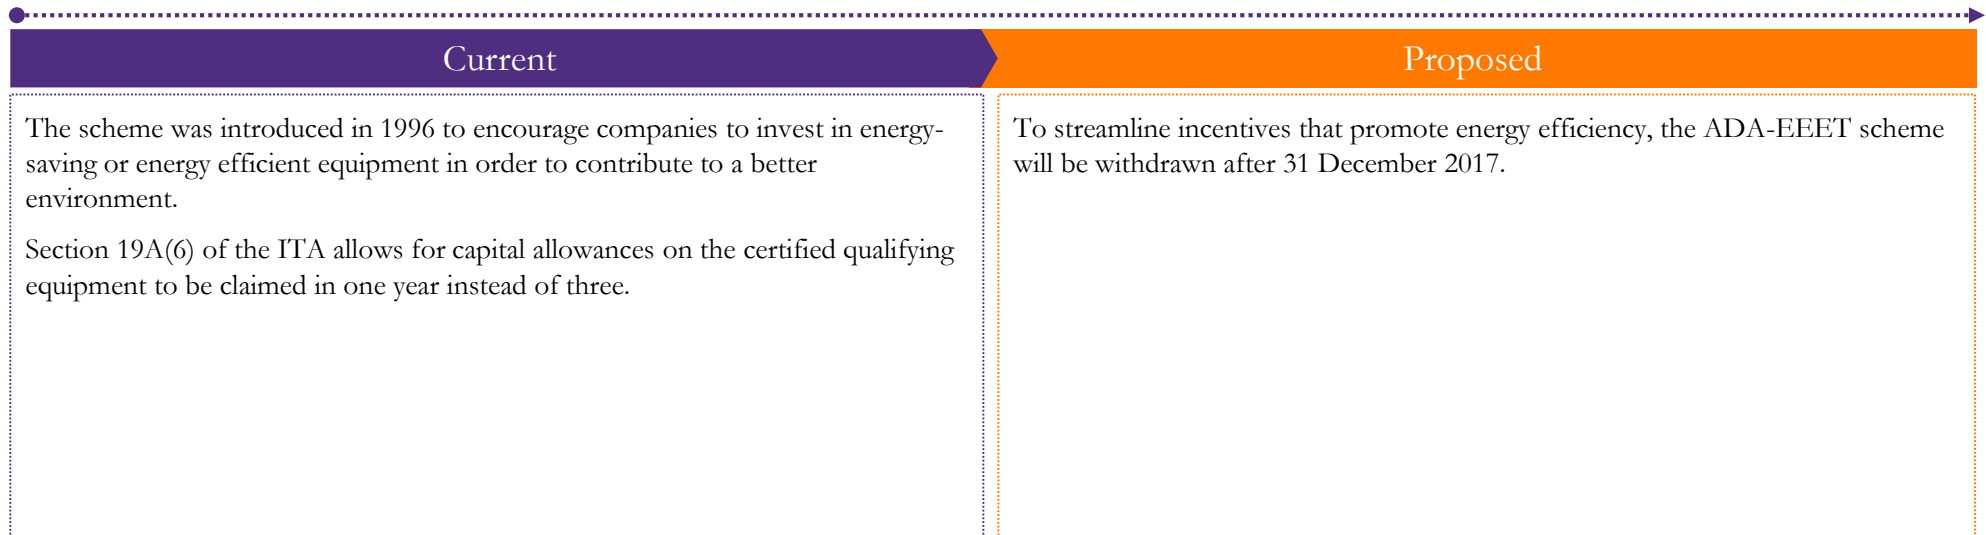 Current
The scheme was introduced in 1996 to encourage companies to invest in energy-
saving or energy efficient equipment in order to contribute to a better
environment.
Section 19A(6) of the ITA allows for capital allowances on the certified qualifying
equipment to be claimed in one year instead of three.
Proposed
To streamline incentives that promote energy efficiency, the ADA-EEET scheme
will be withdrawn after 31 December 2017.